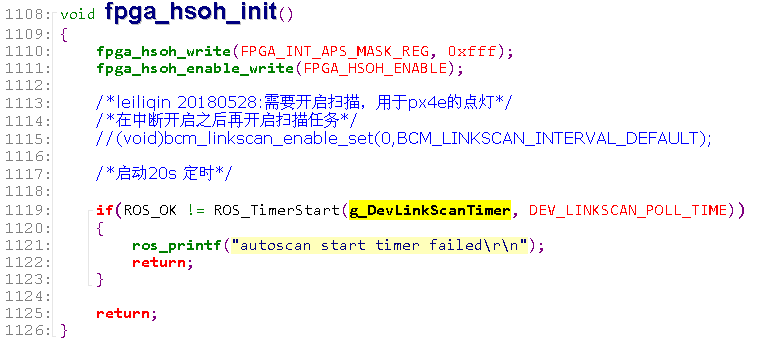 1108: void fpga_hsoh_init()
1109: {
1110: fpga_hsoh_write(FPGA_INT_APS_MASK_REG, 0xfff);
1111: fpga_hsoh_enable_write(FPGA_HSOH_ENABLE);
1112:
1113: /*leiliqin 20180528:需要开启扫描，用于px4e的点灯*/
1114: /*在中断开启之后再开启扫描任务*/
1115: //(void)bcm_linkscan_enable_set(0,BCM_LINKSCAN_INTERVAL_DEFAULT);
1116:
1117: /*启动20s 定时*/
1118:
1119: if(ROS_OK != ROS_TimerStart(g_DevLinkScanTimer, DEV_LINKSCAN_POLL_TIME))
1120: {
1121: ros_printf("autoscan start timer failed\r\n");
1122: return;
1123: }
1124:
1125: return;
1126: }